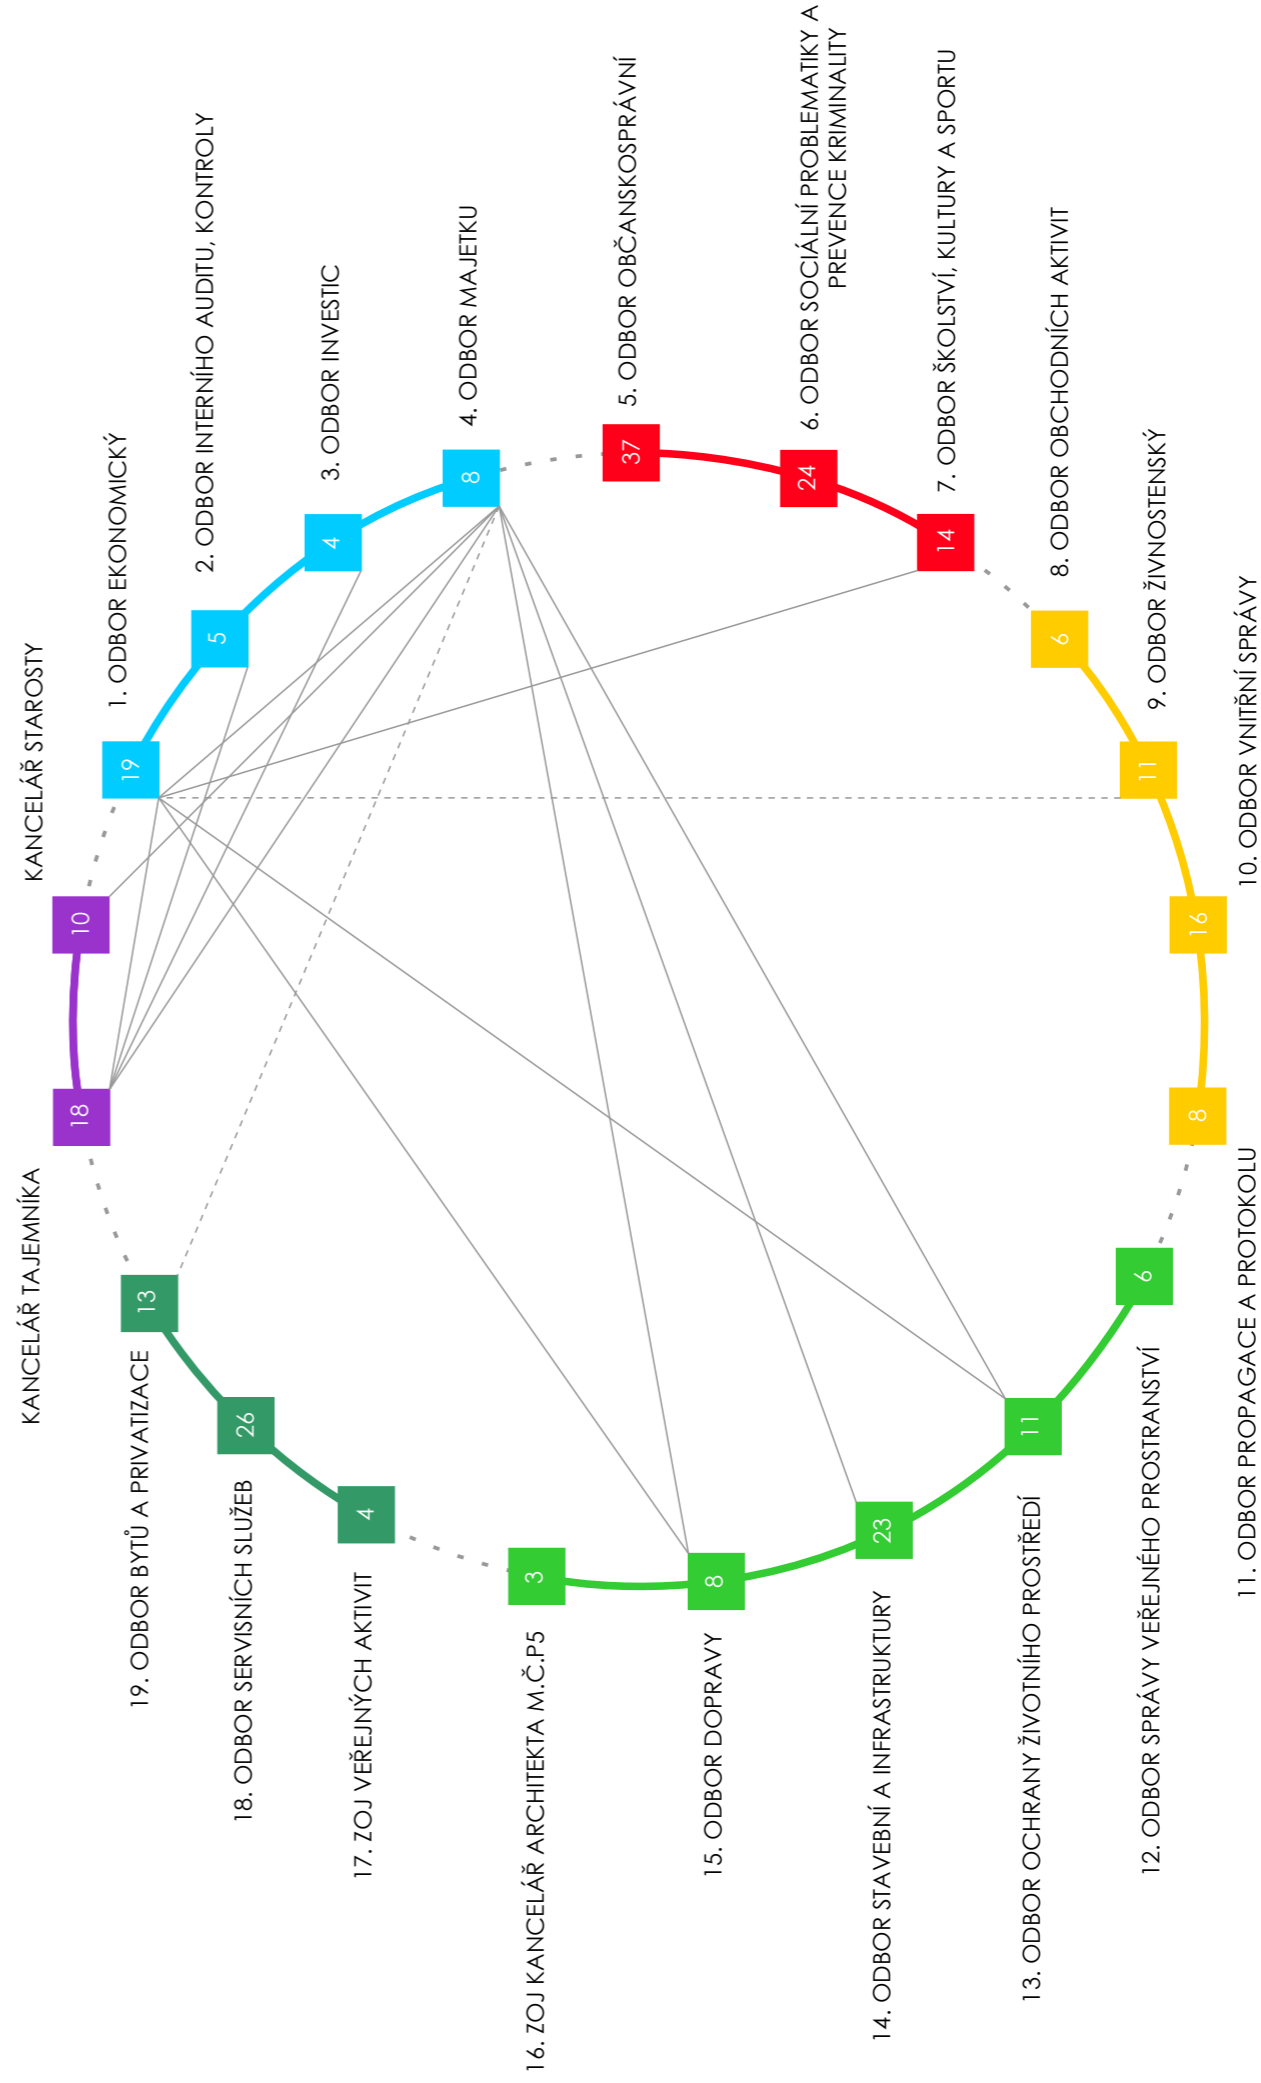 KANCELÁŘ STAROSTY
10
1. ODBOR EKONOMICKÝ
19
2. ODBOR INTERNÍHO AUDITU, KONTROLY
5
3. ODBOR INVESTIC
4
4. ODBOR MAJETKU
8
5. ODBOR OBČANSKOSPRÁVNÍ
37
6. ODBOR SOCIÁLNÍ PROBLEMATIKY A
PREVENCE KRIMINALITY
24
7. ODBOR ŠKOLSTVÍ, KULTURY A SPORTU
14
8. ODBOR OBCHODNÍCH AKTIVIT
6
9. ODBOR ŽIVNOSTENSKÝ
11
10. ODBOR VNITŘNÍ SPRÁVY
16
11. ODBOR PROPAGACE A PROTOKOLU
8
12. ODBOR SPRÁVY VEŘEJNÉHO PROSTRANSTVÍ
6
13. ODBOR OCHRANY ŽIVOTNÍHO PROSTŘEDÍ
11
14. ODBOR STAVEBNÍ A INFRASTRUKTURY
23
15. ODBOR DOPRAVY
8
16. ZOJ KANCELÁŘ ARCHITEKTA M.Č.P5
3
17. ZOJ VEŘEJNÝCH AKTIVIT
4
18. ODBOR SERVISNÍCH SLUŽEB
26
19. ODBOR BYTŮ A PRIVATIZACE
13
KANCELÁŘ TAJEMNÍKA
18